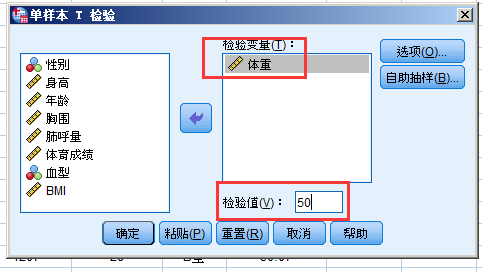 单样本 T 检验
检验变量(T)：
性别
身高
年龄
胸围
肺呼量
体育成绩
血型
BMI
体重
选项(O)...
自助抽样(B)...
检验值(V)：
50
确定
粘贴(P)
重置(R)
取消
帮助